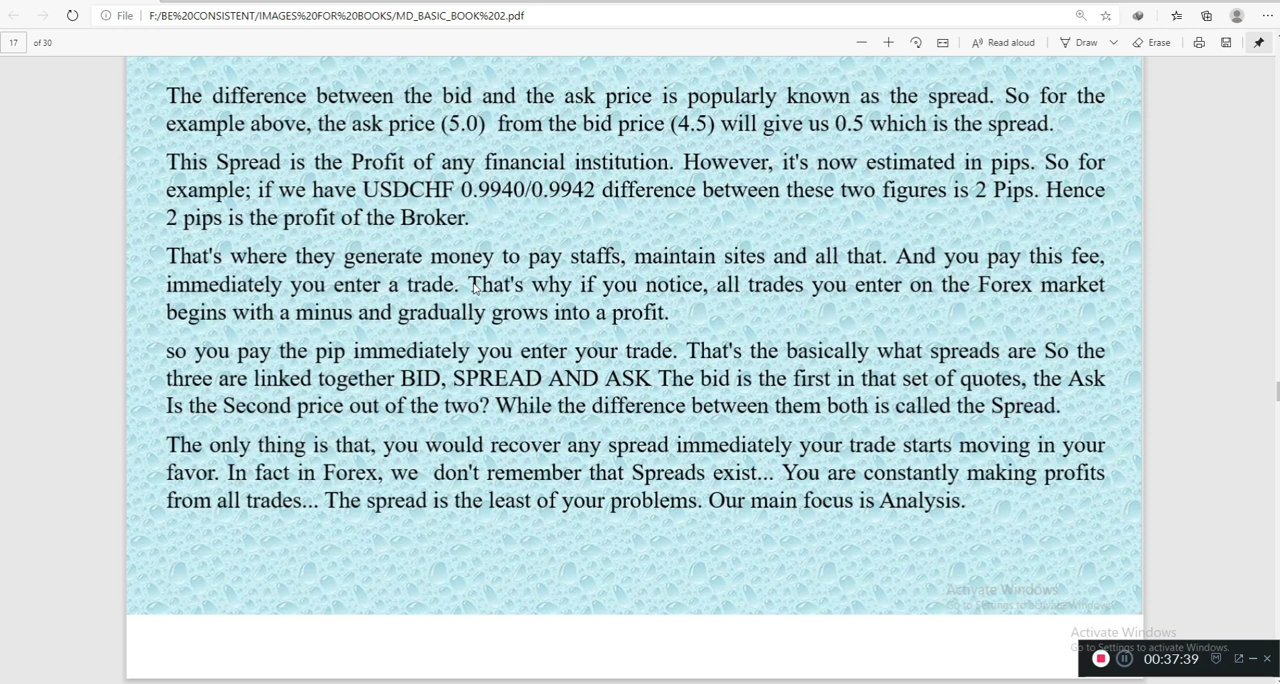 File
F:/BE%20CONSISTENT/IMAGES%20FOR%20BOOKS/MD_BASIC_BOOK%202.pdf
17 of 30
Read aloud
Draw
Erase
The difference between the bid and the ask price is popularly known as the spread. So for the
example above, the ask price (5.0) from the bid price (4.5) will give us 0.5 which is the spread.
This Spread is the Profit of any financial institution. However, it's now estimated in pips. So for
example; if we have USDCHF 0.9940/0.9942 difference between these two figures is 2 Pips. Hence
2 pips is the profit of the Broker.
That's where they generate money to pay staffs, maintain sites and all that. And you pay this fee,
immediately you enter a trade. That's why if you notice, all trades you enter on the Forex market
begins with a minus and gradually grows into a profit.
so you pay the pip immediately you enter your trade. That's the basically what spreads are So the
three are linked together BID, SPREAD AND ASK The bid is the first in that set of quotes, the Ask
Is the Second price out of the two? While the difference between them both is called the Spread.
The only thing is that, you would recover any spread immediately your trade starts moving in your
favor. In fact in Forex, we don't remember that Spreads exist... You are constantly making profits
from all trades... The spread is the least of your problems. Our main focus is Analysis.
Activate Windows
Go to Settings to activate Windows.
Activate Windows
Go to Settings to activate Windows.
00:37:39